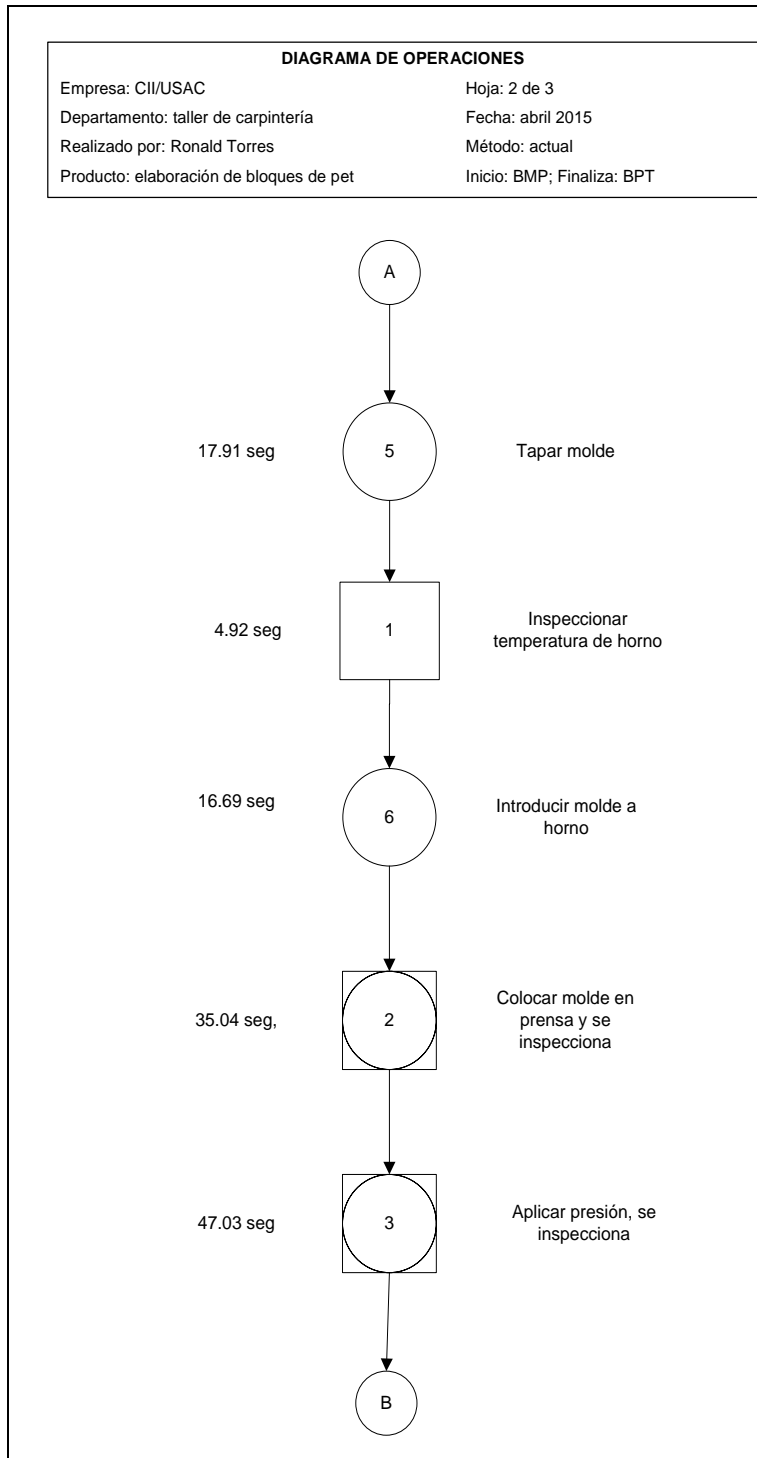 DIAGRAMA DE OPERACIONES
Empresa: CII/USAC
Hoja: 2 de 3
Departamento: taller de carpintería
Fecha: abril 2015
Realizado por: Ronald Torres
Método: actual
Producto: elaboración de bloques de pet
Inicio: BMP; Finaliza: BPT
A
17.91 seg
5
Tapar molde
4.92 seg
1
Inspeccionar
temperatura de horno
16.69 seg
6
Introducir molde a
horno
35.04 seg,
2
Colocar molde en
prensa y se
inspecciona
47.03 seg
3
Aplicar presión, se
inspecciona
B